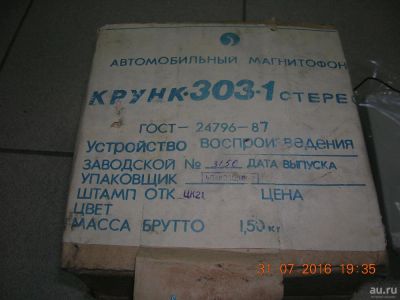 АВТОМОБИЛЬНЫЙ МАГНИТОФОН
КРУНК-303-1 СТЕРЕ
ГОСТ-24796-87
Устройство воспроизведения
ЗАВОДСКОЙ № 3650 ДАТА ВЫПУСКА
УПАКОВЩИК
ШТАМП ОТК ЦЕНА
ЦВЕТ
МАССА БРУТТО 1,50 кг
31 07 2016 19:35
au.ru